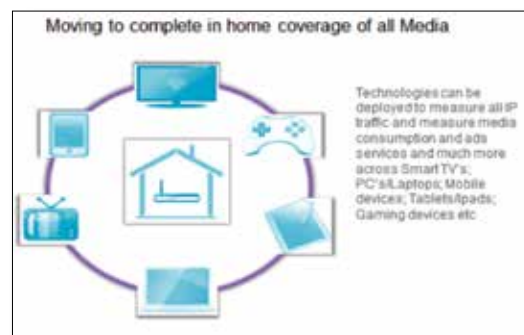 Moving to complete in home coverage of all Media
Technologies can be
deployed to measure all IP
traffic and measure media
consumption and ads
services and much more
across Smart TV's;
PC's/Laptops; Mobile
devices; Tablets/Ipads;
Gaming devices etc